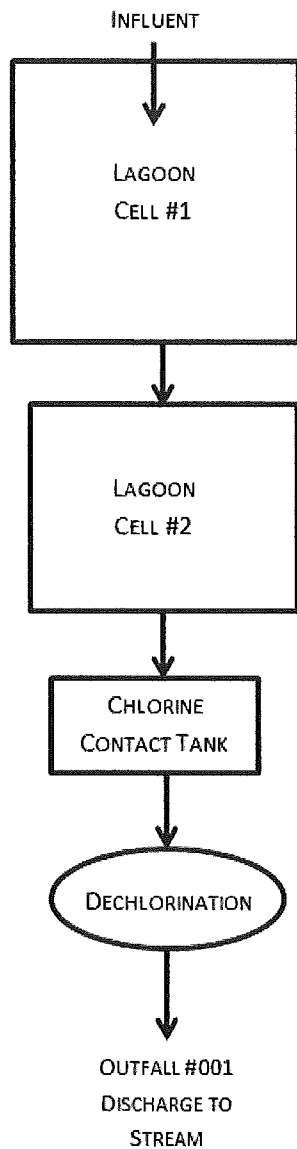 INFLUENT
LAGOON
CELL #1
LAGOON
CELL #2
CHLORINE
CONTACT TANK
DECHLORINATION
OUTFALL #001
DISCHARGE TO
STREAM